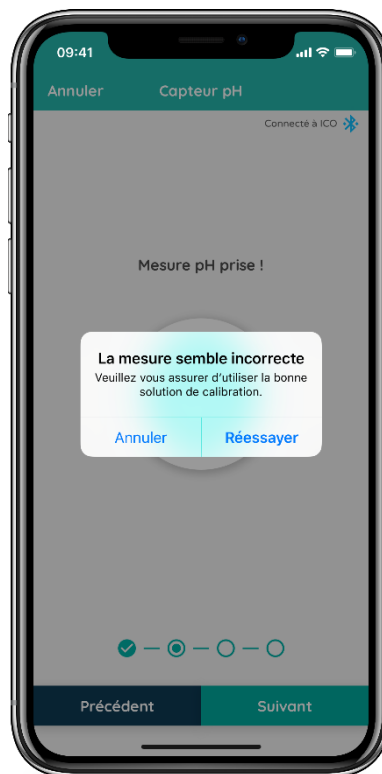 09:41
Annuler Capteur pH
Connecté à ICO
Mesure pH prise !
La mesure semble incorrecte
Veuillez vous assurer d'utiliser la bonne
solution de calibration.
Annuler Réessayer
Précédent Suivant